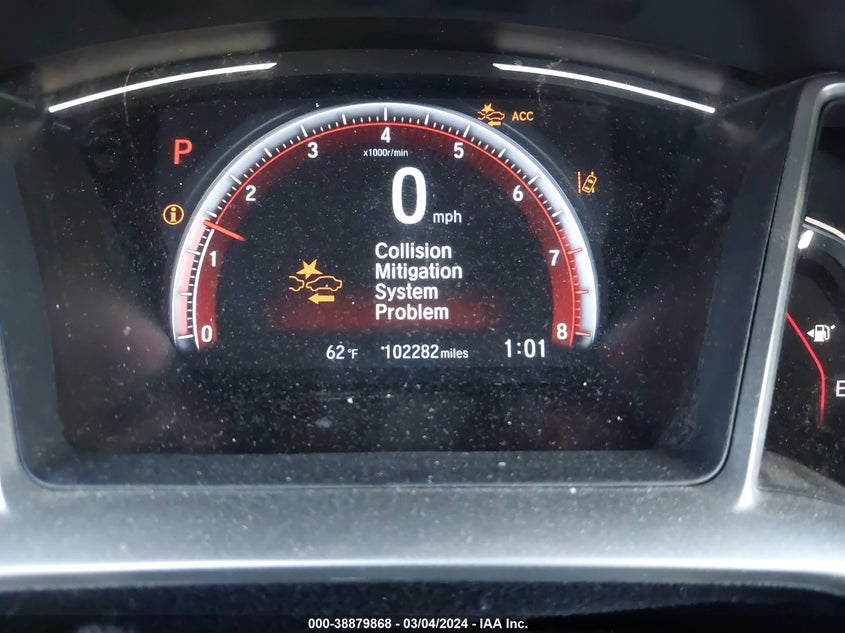 ACC
P
4
3
5
x1000r/min
2
6
0 mph
i
1
7
Collision
Mitigation
System
Problem
0
8
62°F
102282 miles
1:01
E
000-38879868 - 03/04/2024 - IAA Inc.